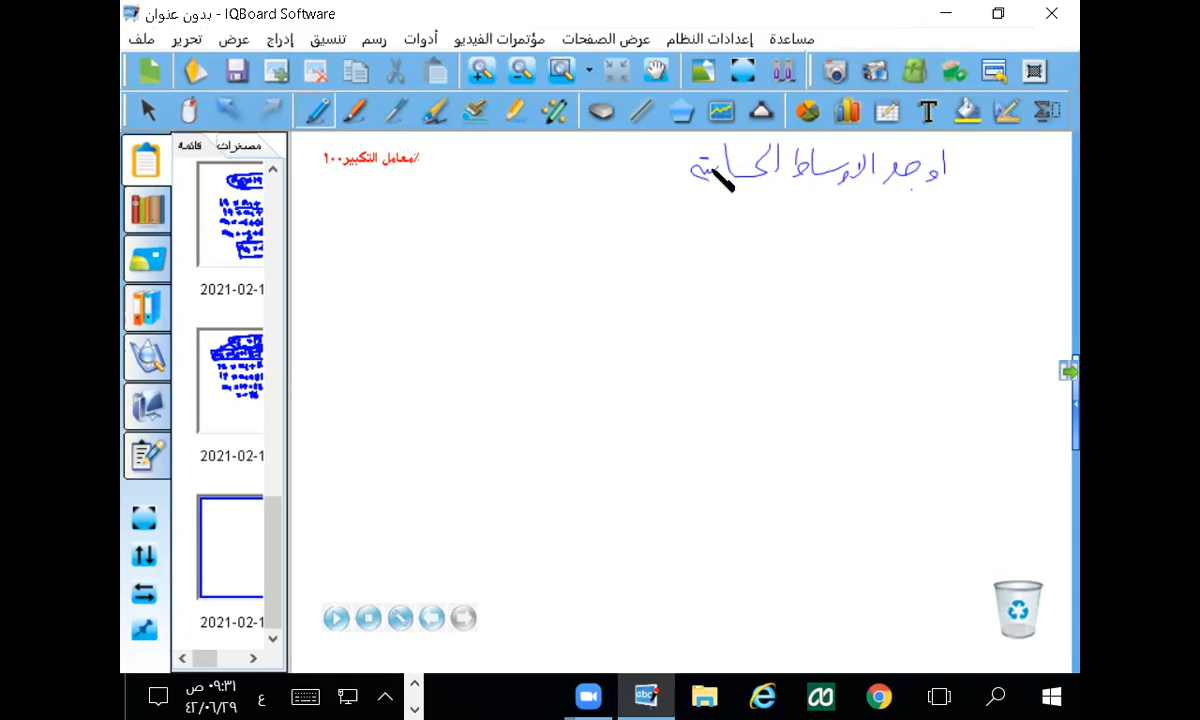 بدون عنوان - IQBoard Software
ملف تحرير عرض إدراج تنسيق رسم أدوات مؤتمرات الفيديو عرض الصفحات إعدادات النظام مساعدة
قائمة مصغرات
معامل التكبير١٠٠٪
اوجد الاوساط الحسابية
2021-02-1
2021-02-1
2021-02-1
٠٩:٣١ ص
٤٢/٠٦/٢٩
ع